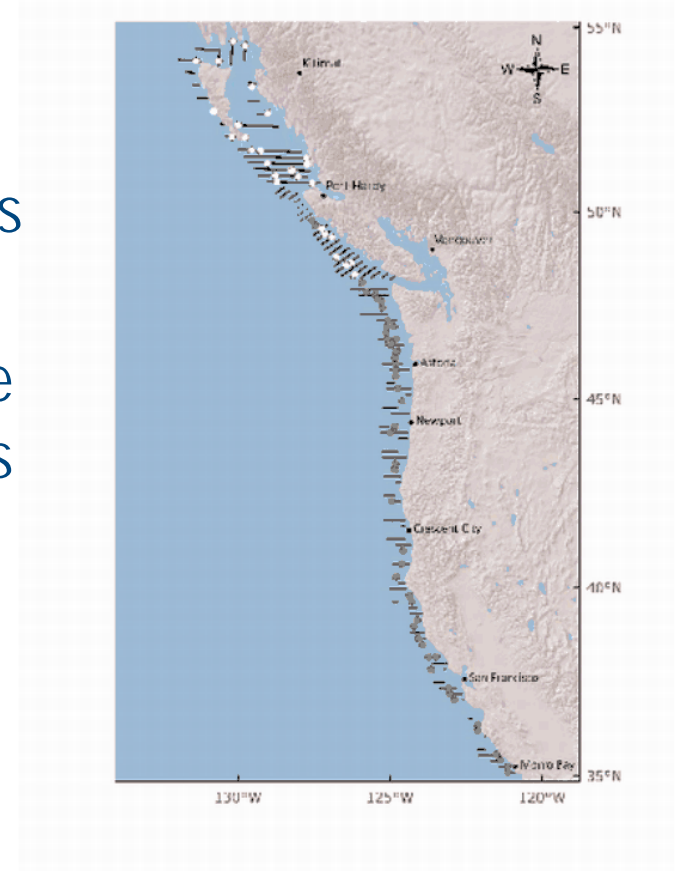 55°N
N
W E
S
Kitimat
s
Port Hardy
50°N
Vancouver
e
Astoria
45°N
s
Newport
Crescent City
40°N
San Francisco
Morro Bay
35°N
130°W 125°W 120°W